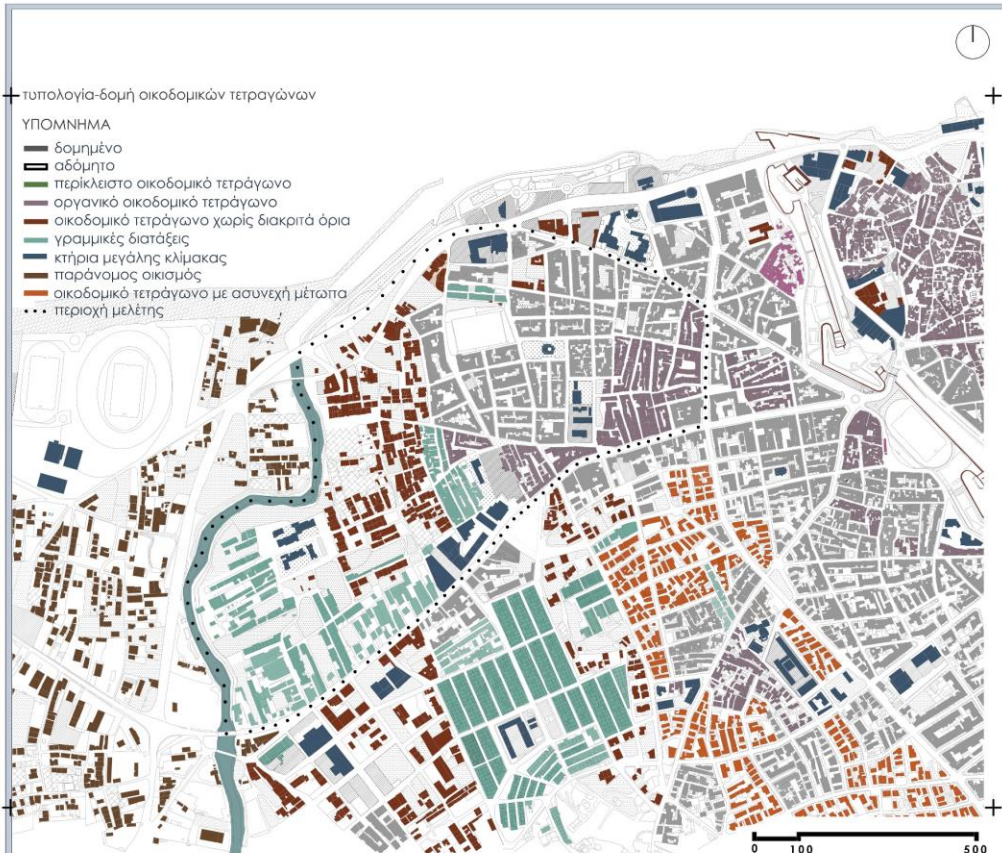 τυπολογία-δομή οικοδομικών τετραγώνων
ΥΠΟΜΝΗΜΑ
δομημένο
αδόμητο
περίκλειστο οικοδομικό τετράγωνο
οργανικό οικοδομικό τετράγωνο
οικοδομικό τετράγωνο χωρίς διακριτά όρια
γραμμικές διατάξεις
κτήρια μεγάλης κλίμακας
παράνομος οικισμός
οικοδομικό τετράγωνο με ασυνεχή μέτωπα
περιοχή μελέτης
0 100 500